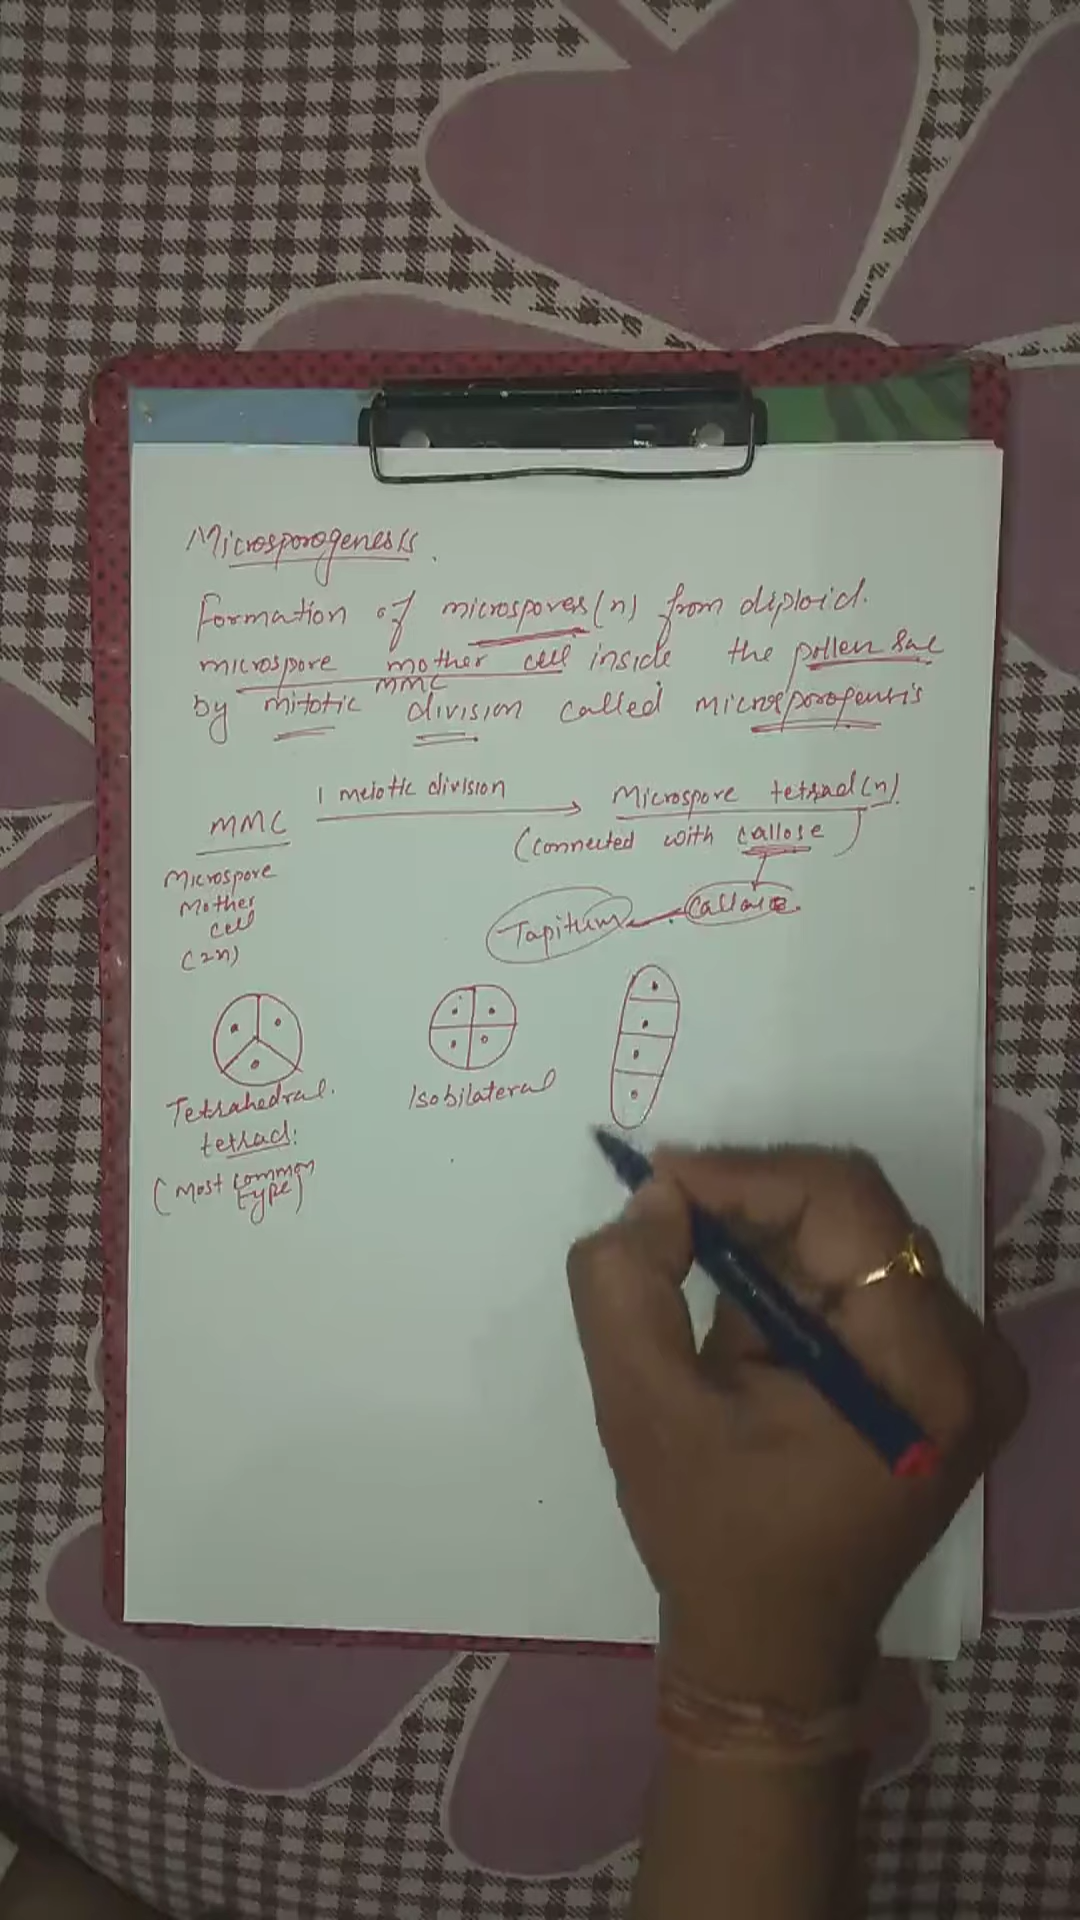 Microsporogenesis.
Formation of microspores (n) from diploid.
microspore mother cell inside the pollen sac
MMC
by mitotic division called microsporogenesis
1 meiotic division
MMC
Microspore tetrad (n).
(connected with callose)
Microspore
Mother
cell
(2n)
Tapitum
callose.
Tetrahedral.
tetrad:
(Most common
type)
Isobilateral